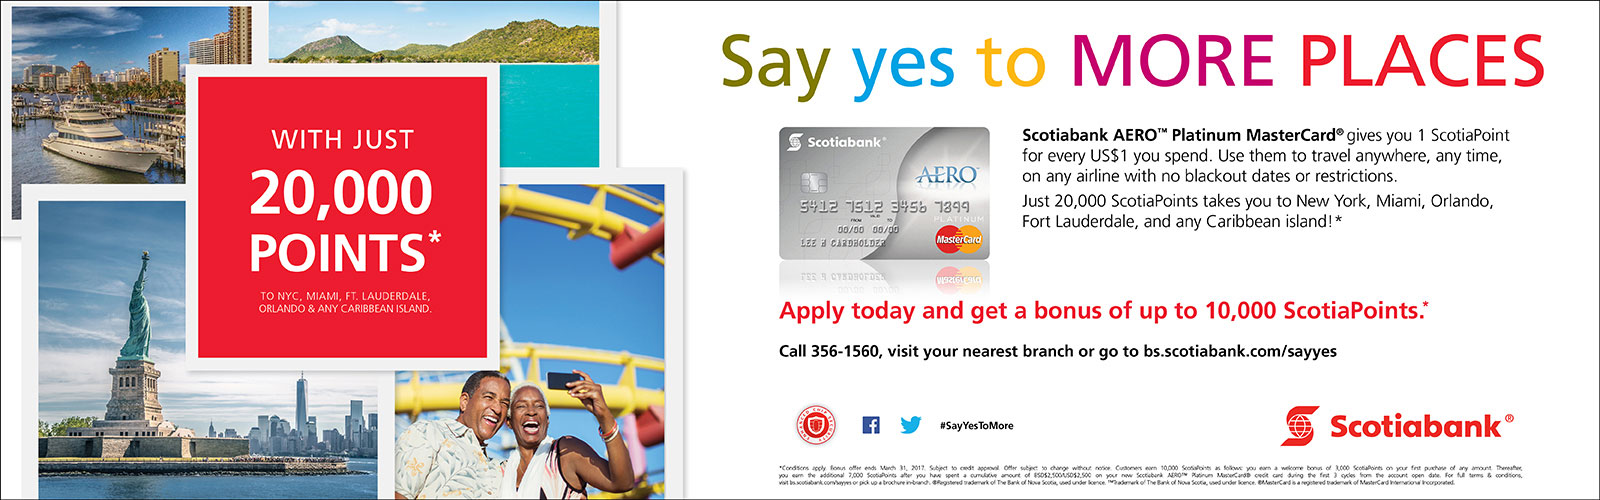 WITH JUST
20,000
POINTS*
TO NYC, MIAMI, FT. LAUDERDALE,
ORLANDO & ANY CARIBBEAN ISLAND.
Say yes to MORE PLACES
Scotiabank®
AERO™
5412 7512 3456 7899
PLATINUM
00/00 00/00
LEE M CARDHOLDER
MasterCard
Scotiabank AERO™ Platinum MasterCard® gives you 1 ScotiaPoint
for every US$1 you spend. Use them to travel anywhere, any time,
on any airline with no blackout dates or restrictions.
Just 20,000 ScotiaPoints takes you to New York, Miami, Orlando,
Fort Lauderdale, and any Caribbean island!*
Apply today and get a bonus of up to 10,000 ScotiaPoints.*
Call 356-1560, visit your nearest branch or go to bs.scotiabank.com/sayyes
#SayYesToMore
Scotiabank®
*Conditions apply. Bonus offer ends March 31, 2017. Subject to credit approval. Offer subject to change without notice. Customers earn 10,000 ScotiaPoints as follows: you earn a welcome bonus of 3,000 ScotiaPoints on your first purchase of any amount. Thereafter,
you earn the additional 7,000 ScotiaPoints after you have spent a cumulative amount of BSD$2,500/USD$2,500 on your new Scotiabank AERO™ Platinum MasterCard® credit card during the first 3 cycles from the account open date. For full terms & conditions,
visit bs.scotiabank.com/sayyes or pick up a brochure in-branch. ®Registered trademark of The Bank of Nova Scotia, used under licence. ™Trademark of The Bank of Nova Scotia, used under licence. ®MasterCard is a registered trademark of MasterCard International Incorporated.